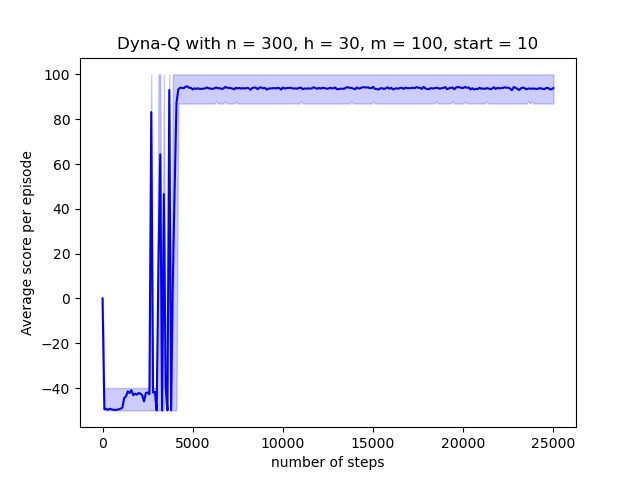 Dyna-Q with n = 300, h = 30, m = 100, start = 10
Average score per episode
100
80
60
40
20
0
−20
−40
0 5000 10000 15000 20000 25000
number of steps